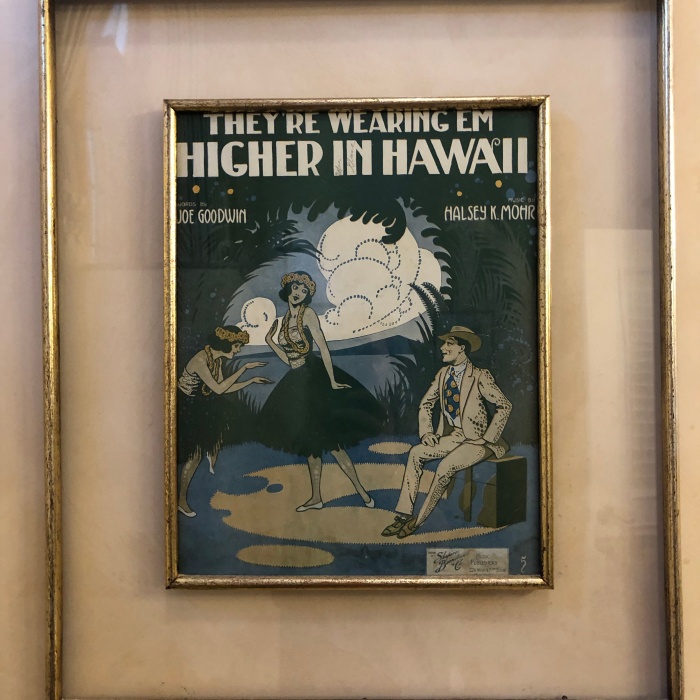 THEY'RE WEARING EM
HIGHER IN HAWAII
WORDS BY
JOE GOODWIN
MUSIC BY
HALSEY K. MOHR